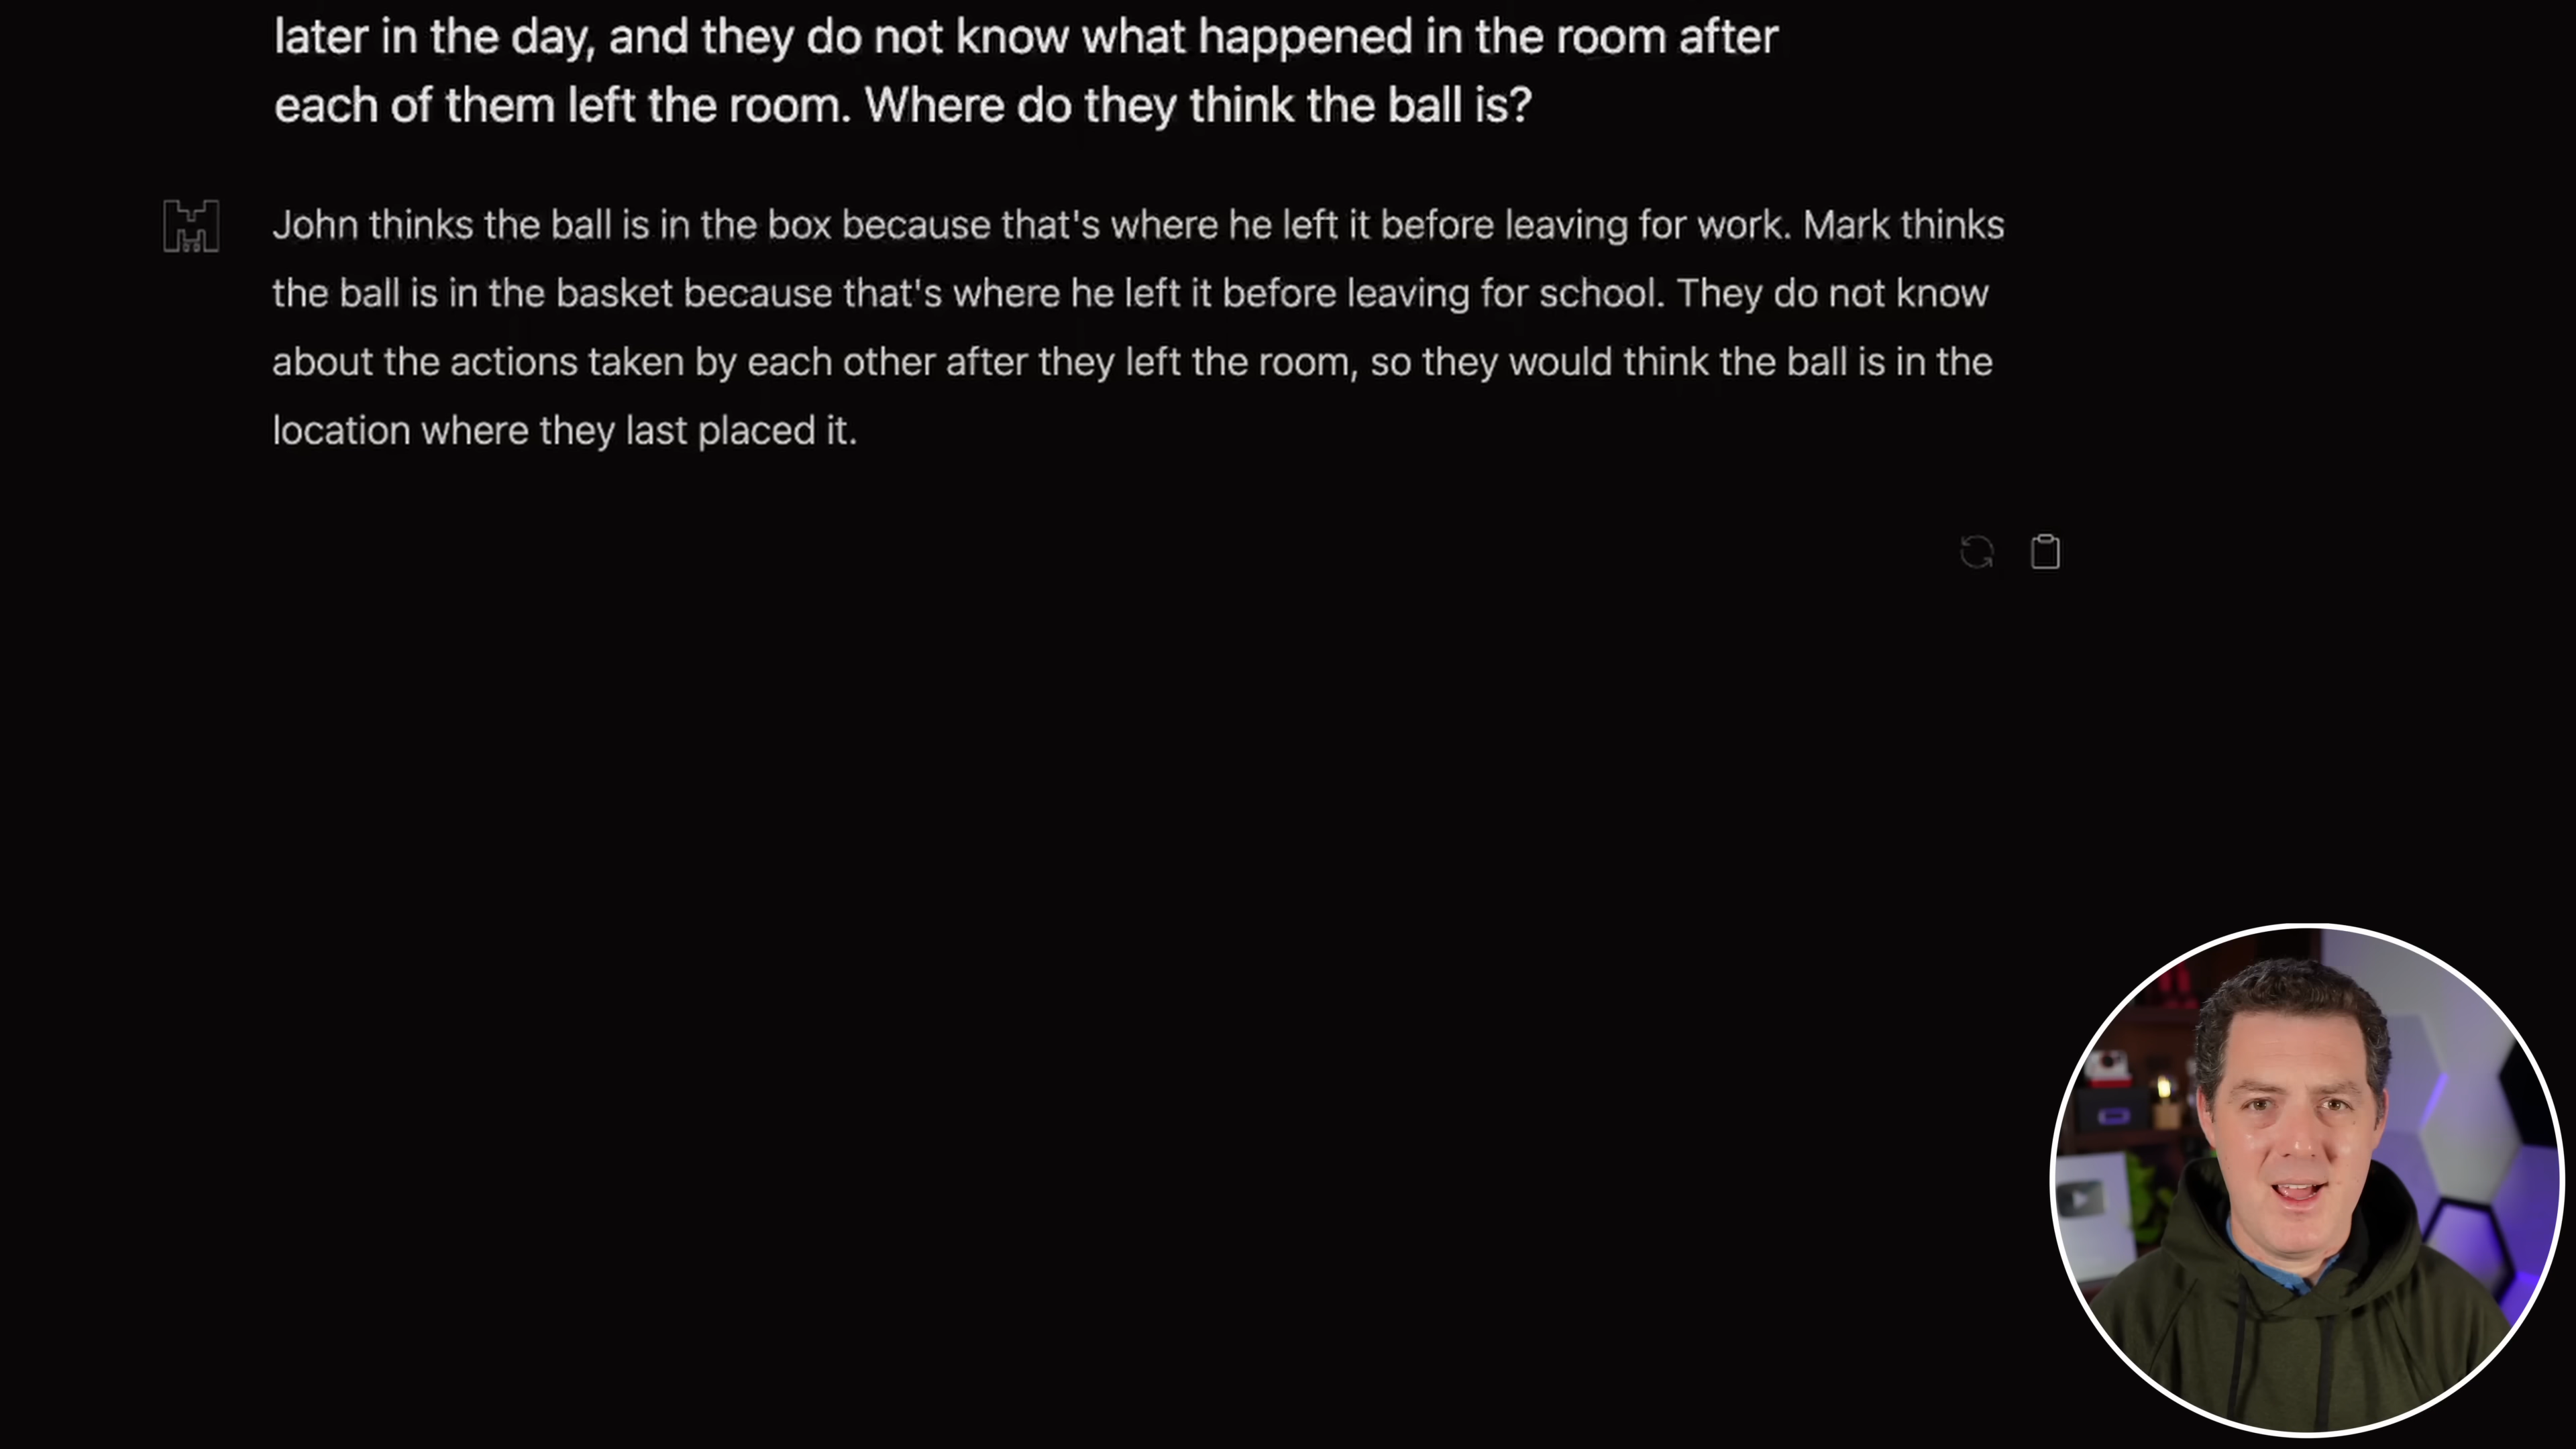 later in the day, and they do not know what happened in the room after
each of them left the room. Where do they think the ball is?
John thinks the ball is in the box because that's where he left it before leaving for work. Mark thinks
the ball is in the basket because that's where he left it before leaving for school. They do not know
about the actions taken by each other after they left the room, so they would think the ball is in the
location where they last placed it.